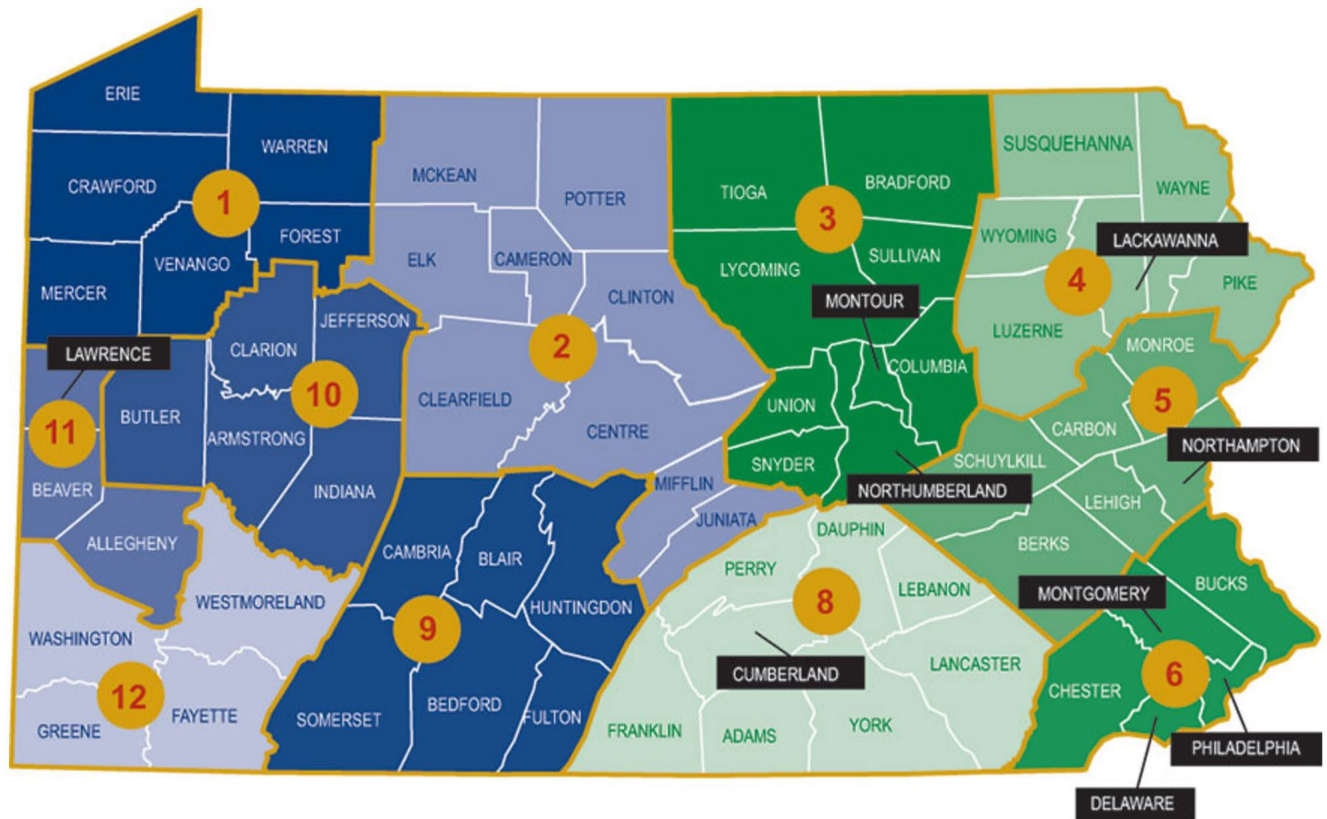 ERIE
WARREN
CRAWFORD
1
FOREST
VENANGO
MERCER
MCKEAN
POTTER
ELK
CAMERON
CLINTON
2
CLEARFIELD
CENTRE
MIFFLIN
JUNIATA
TIOGA
BRADFORD
3
LYCOMING
SULLIVAN
MONTOUR
COLUMBIA
UNION
SNYDER
NORTHUMBERLAND
SUSQUEHANNA
WAYNE
WYOMING
LACKAWANNA
4
PIKE
LUZERNE
MONROE
5
CARBON
NORTHAMPTON
SCHUYLKILL
LEHIGH
BERKS
JEFFERSON
CLARION
10
BUTLER
ARMSTRONG
INDIANA
LAWRENCE
11
BEAVER
ALLEGHENY
WESTMORELAND
WASHINGTON
12
GREENE
FAYETTE
CAMBRIA
BLAIR
HUNTINGDON
9
SOMERSET
BEDFORD
FULTON
DAUPHIN
PERRY
LEBANON
8
CUMBERLAND
LANCASTER
FRANKLIN
ADAMS
YORK
BUCKS
MONTGOMERY
CHESTER
6
PHILADELPHIA
DELAWARE